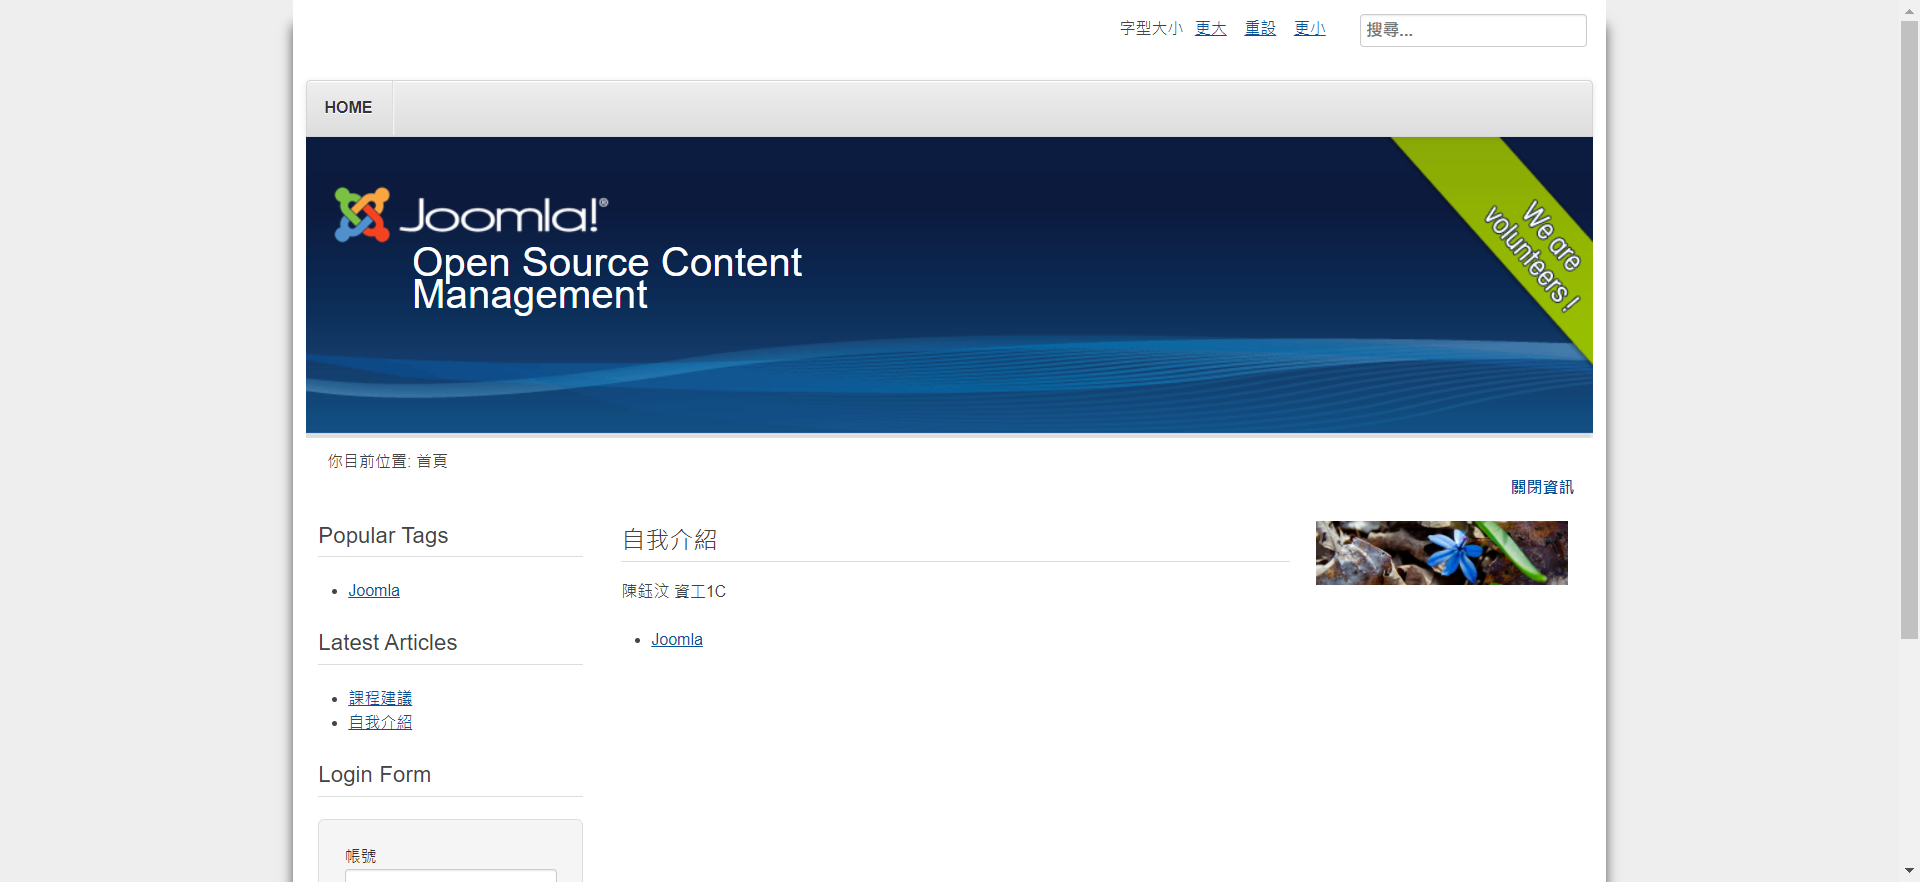 字型大小 更大 重設 更小 搜尋...
HOME
Joomla!®
Open Source Content
Management
We are
volunteers !
你目前位置: 首頁
關閉資訊
Popular Tags
Joomla
Latest Articles
課程建議
自我介紹
Login Form
帳號
自我介紹
陳鈺汶 資工1C
Joomla